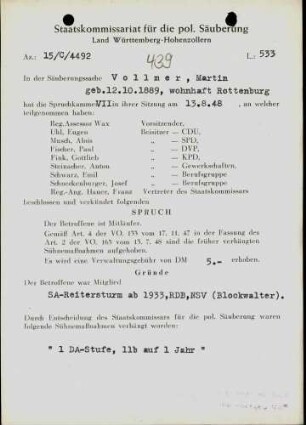 Staatskommissariat für die pol. Säuberung
Land Württemberg-Hohenzollern
Az.: 15/C/4492
439
L.: 533
In der Säuberungssache Vollmer, Martin
geb.12.10.1889, wohnhaft Rottenburg
hat die Spruchkammer VII in ihrer Sitzung am 13.8.48, an welcher
teilgenommen haben:
Reg.Assessor Wax Vorsitzender,
Uhl, Eugen Beisitzer — CDU,
Musch, Alois „ — SPD,
Fischer, Paul „ — DVP,
Fink, Gottlieb „ — KPD,
Steimacher, Anton „ — Gewerkschaften,
Schwarz, Emil „ — Berufsgruppe
Schneckenburger, Josef „ — Berufsgruppe
Reg.-Ang. Hauer, Franz Vertreter des Staatskommissars
beschlossen und verkündet folgenden
SPRUCH
Der Betroffene ist Mitläufer.
Gemäß Art. 4 der VO 133 vom 17. 11. 47 in der Fassung des
Art. 2 der VO. 165 vom 13. 7. 48 sind die früher verhängten
Sühnemaßnahmen aufgehoben.
Es wird eine Verwaltungsgebühr von DM 5.- erhoben.
Gründe
Der Betroffene war Mitglied
SA-Reitersturm ab 1933,RDB,NSV (Blockwalter).
Durch Entscheidung des Staatskommissars für die pol. Säuberung waren
folgende Sühnemaßnahmen verhängt worden:
" 1 DA-Stufe, 11b auf 1 Jahr "